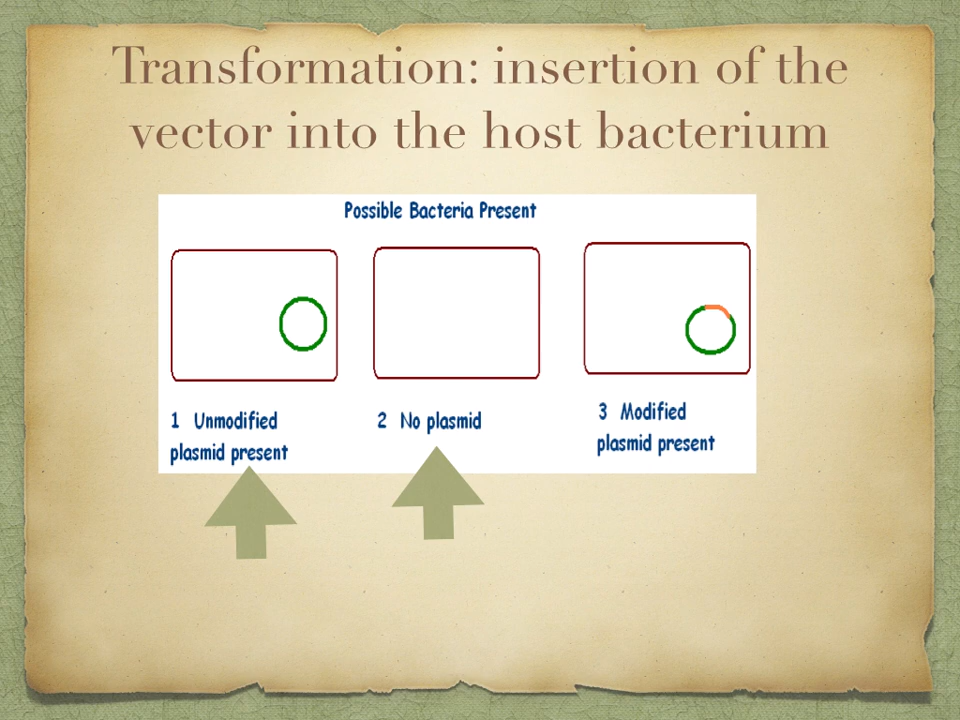 Transformation: insertion of the
vector into the host bacterium
Possible Bacteria Present
1 Unmodified
plasmid present
2 No plasmid
3 Modified
plasmid present